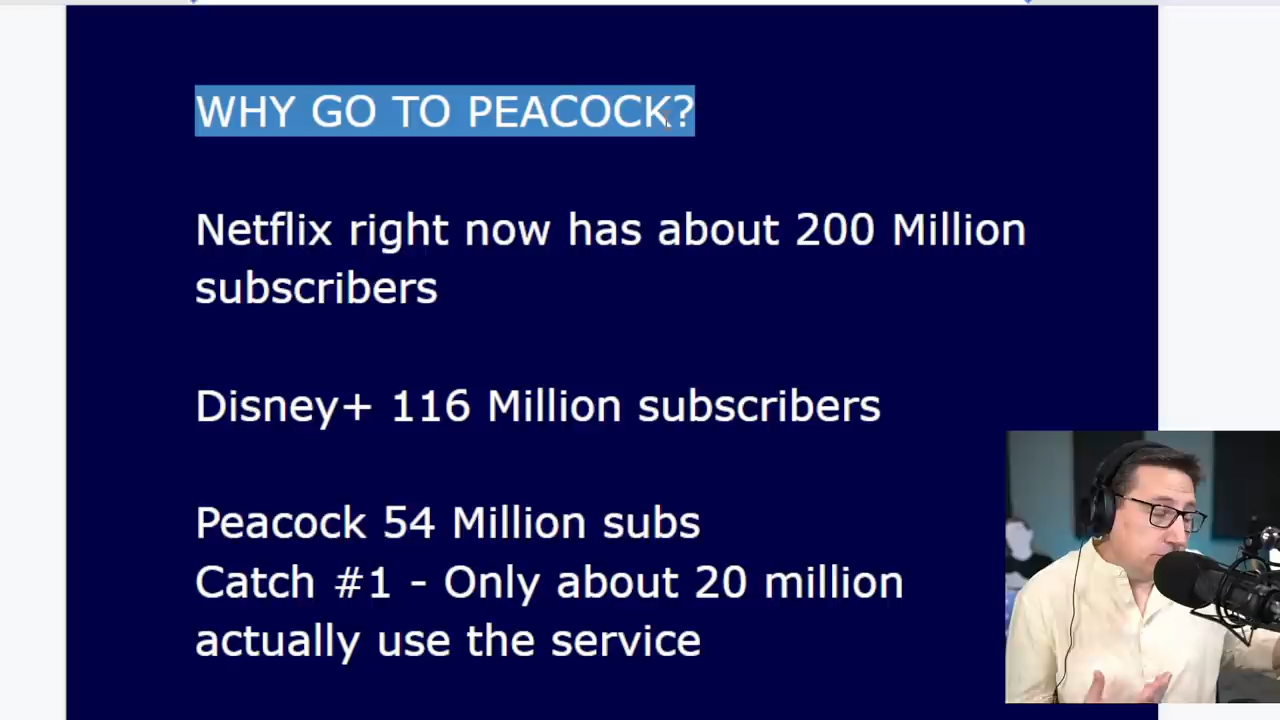 WHY GO TO PEACOCK?
Netflix right now has about 200 Million
subscribers
Disney+ 116 Million subscribers
Peacock 54 Million subs
Catch #1 - Only about 20 million
actually use the service